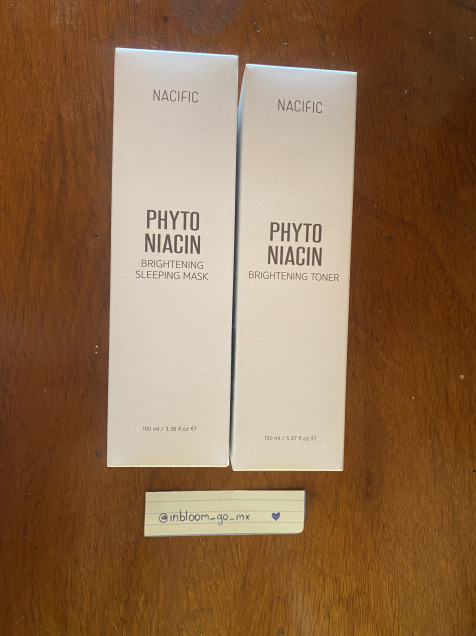 NACIFIC
PHYTO
NIACIN
BRIGHTENING
SLEEPING MASK
100 ml / 3.38 fl.oz ℮
NACIFIC
PHYTO
NIACIN
BRIGHTENING TONER
150 ml / 5.07 fl.oz ℮
@inbloom_go_mx ♥